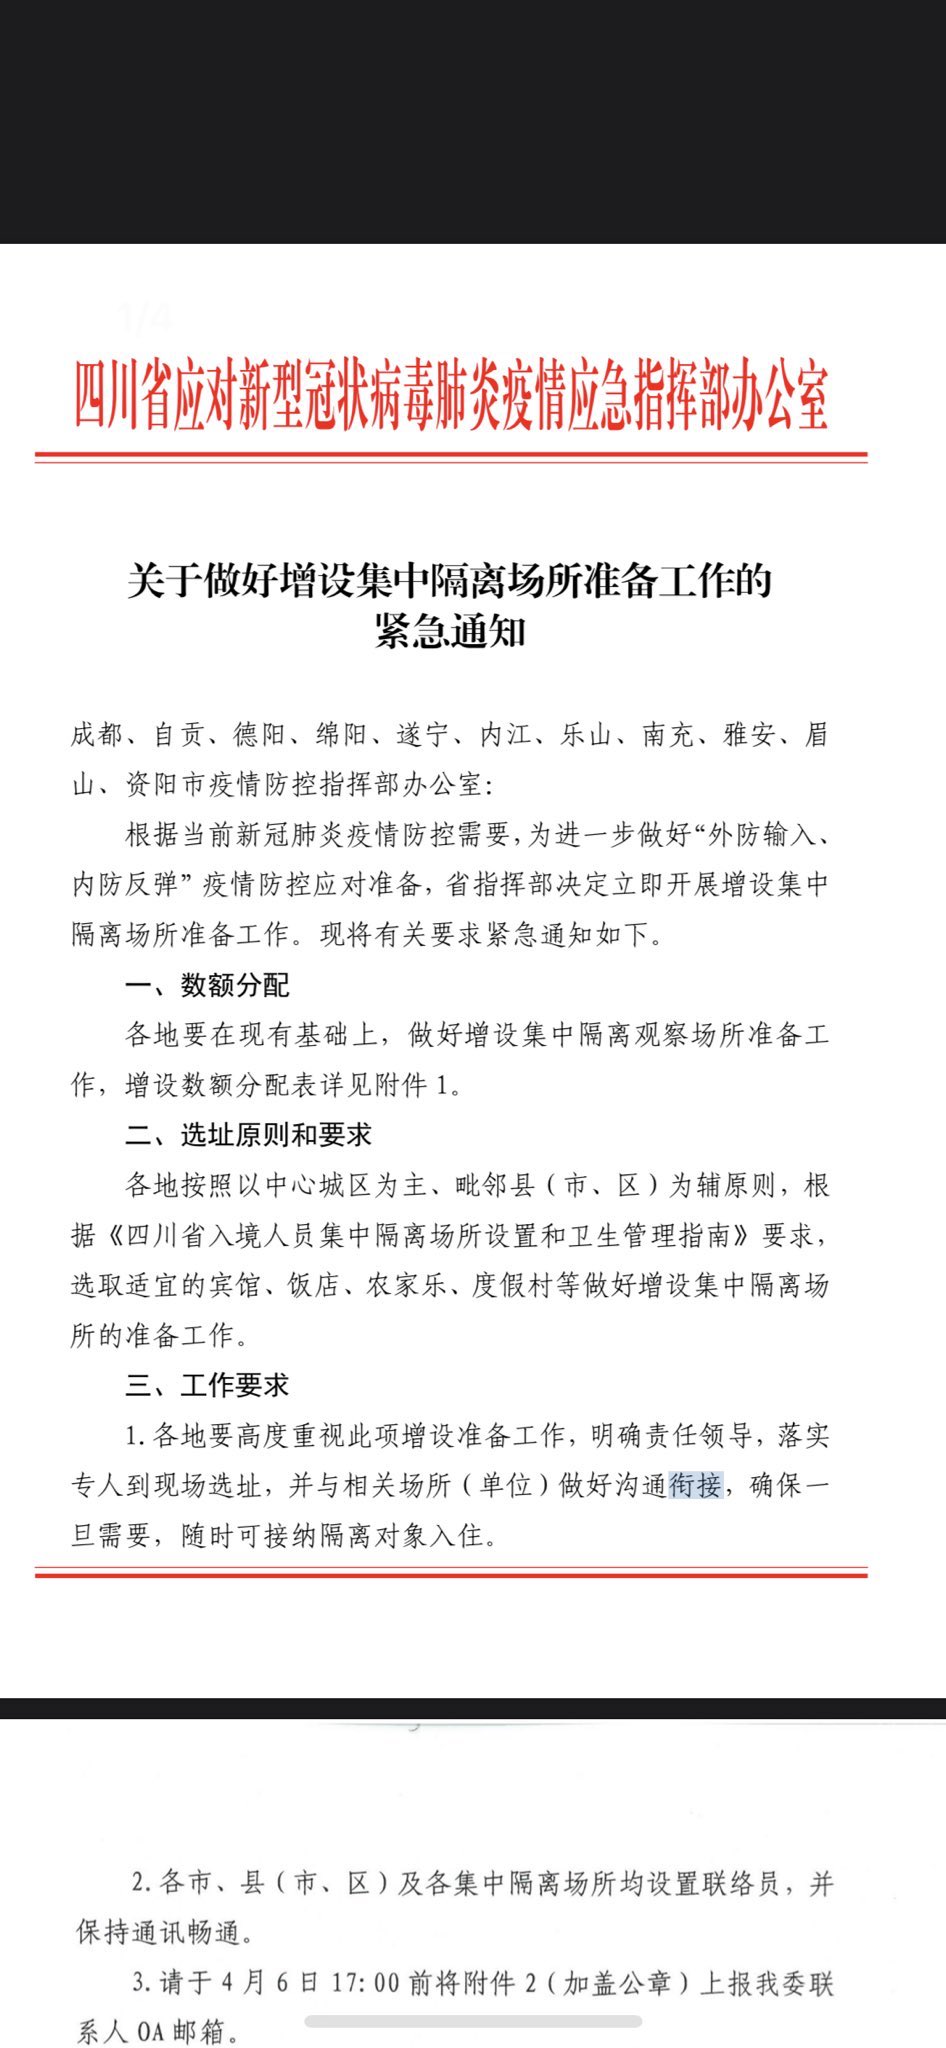 1/4
四川省应对新型冠状病毒肺炎疫情应急指挥部办公室
关于做好增设集中隔离场所准备工作的
紧急通知
成都、自贡、德阳、绵阳、遂宁、内江、乐山、南充、雅安、眉
山、资阳市疫情防控指挥部办公室：
根据当前新冠肺炎疫情防控需要，为进一步做好“外防输入、
内防反弹”疫情防控应对准备，省指挥部决定立即开展增设集中
隔离场所准备工作。现将有关要求紧急通知如下。
一、数额分配
各地要在现有基础上，做好增设集中隔离观察场所准备工
作，增设数额分配表详见附件 1。
二、选址原则和要求
各地按照以中心城区为主、毗邻县（市、区）为辅原则，根
据《四川省入境人员集中隔离场所设置和卫生管理指南》要求，
选取适宜的宾馆、饭店、农家乐、度假村等做好增设集中隔离场
所的准备工作。
三、工作要求
1. 各地要高度重视此项增设准备工作，明确责任领导，落实
专人到现场选址，并与相关场所（单位）做好沟通衔接，确保一
旦需要，随时可接纳隔离对象入住。
2. 各市、县（市、区）及各集中隔离场所均设置联络员，并
保持通讯畅通。
3. 请于 4 月 6 日 17:00 前将附件 2（加盖公章）上报我委联
系人 OA 邮箱。